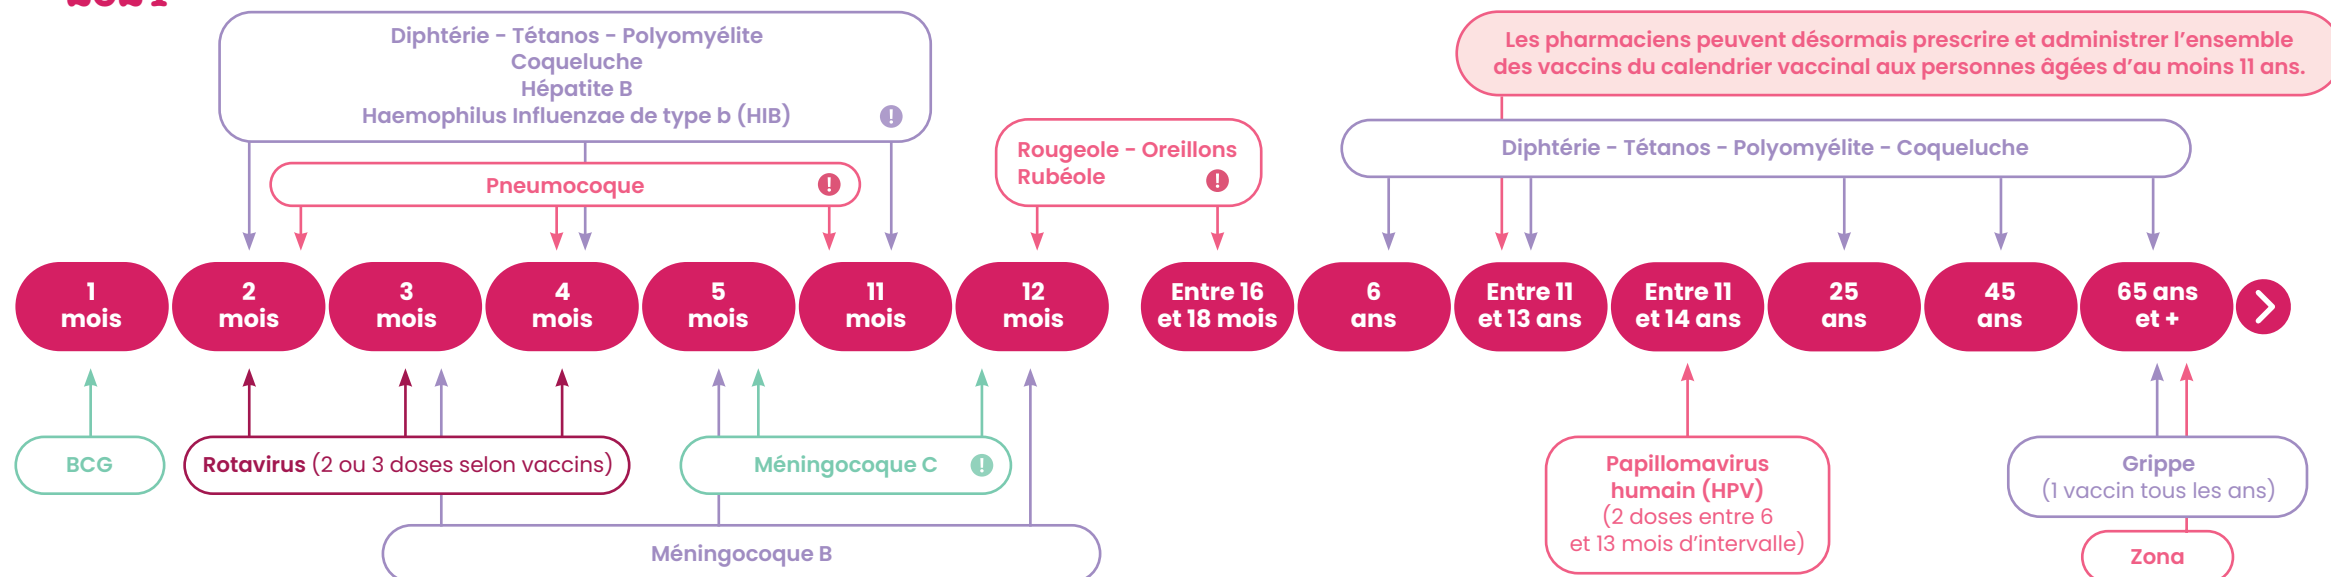 Diphtérie - Tétanos - Polyomyélite
Coqueluche
Hépatite B
Haemophilus Influenzae de type b (HIB)
!
Les pharmaciens peuvent désormais prescrire et administrer l’ensemble
des vaccins du calendrier vaccinal aux personnes âgées d’au moins 11 ans.
Pneumocoque
!
Rougeole - Oreillons
Rubéole
!
Diphtérie - Tétanos - Polyomyélite - Coqueluche
1
mois
2
mois
3
mois
4
mois
5
mois
11
mois
12
mois
Entre 16
et 18 mois
6
ans
Entre 11
et 13 ans
Entre 11
et 14 ans
25
ans
45
ans
65 ans
et +
BCG
Rotavirus (2 ou 3 doses selon vaccins)
Méningocoque C
!
Méningocoque B
Papillomavirus
humain (HPV)
(2 doses entre 6
et 13 mois d’intervalle)
Grippe
(1 vaccin tous les ans)
Zona